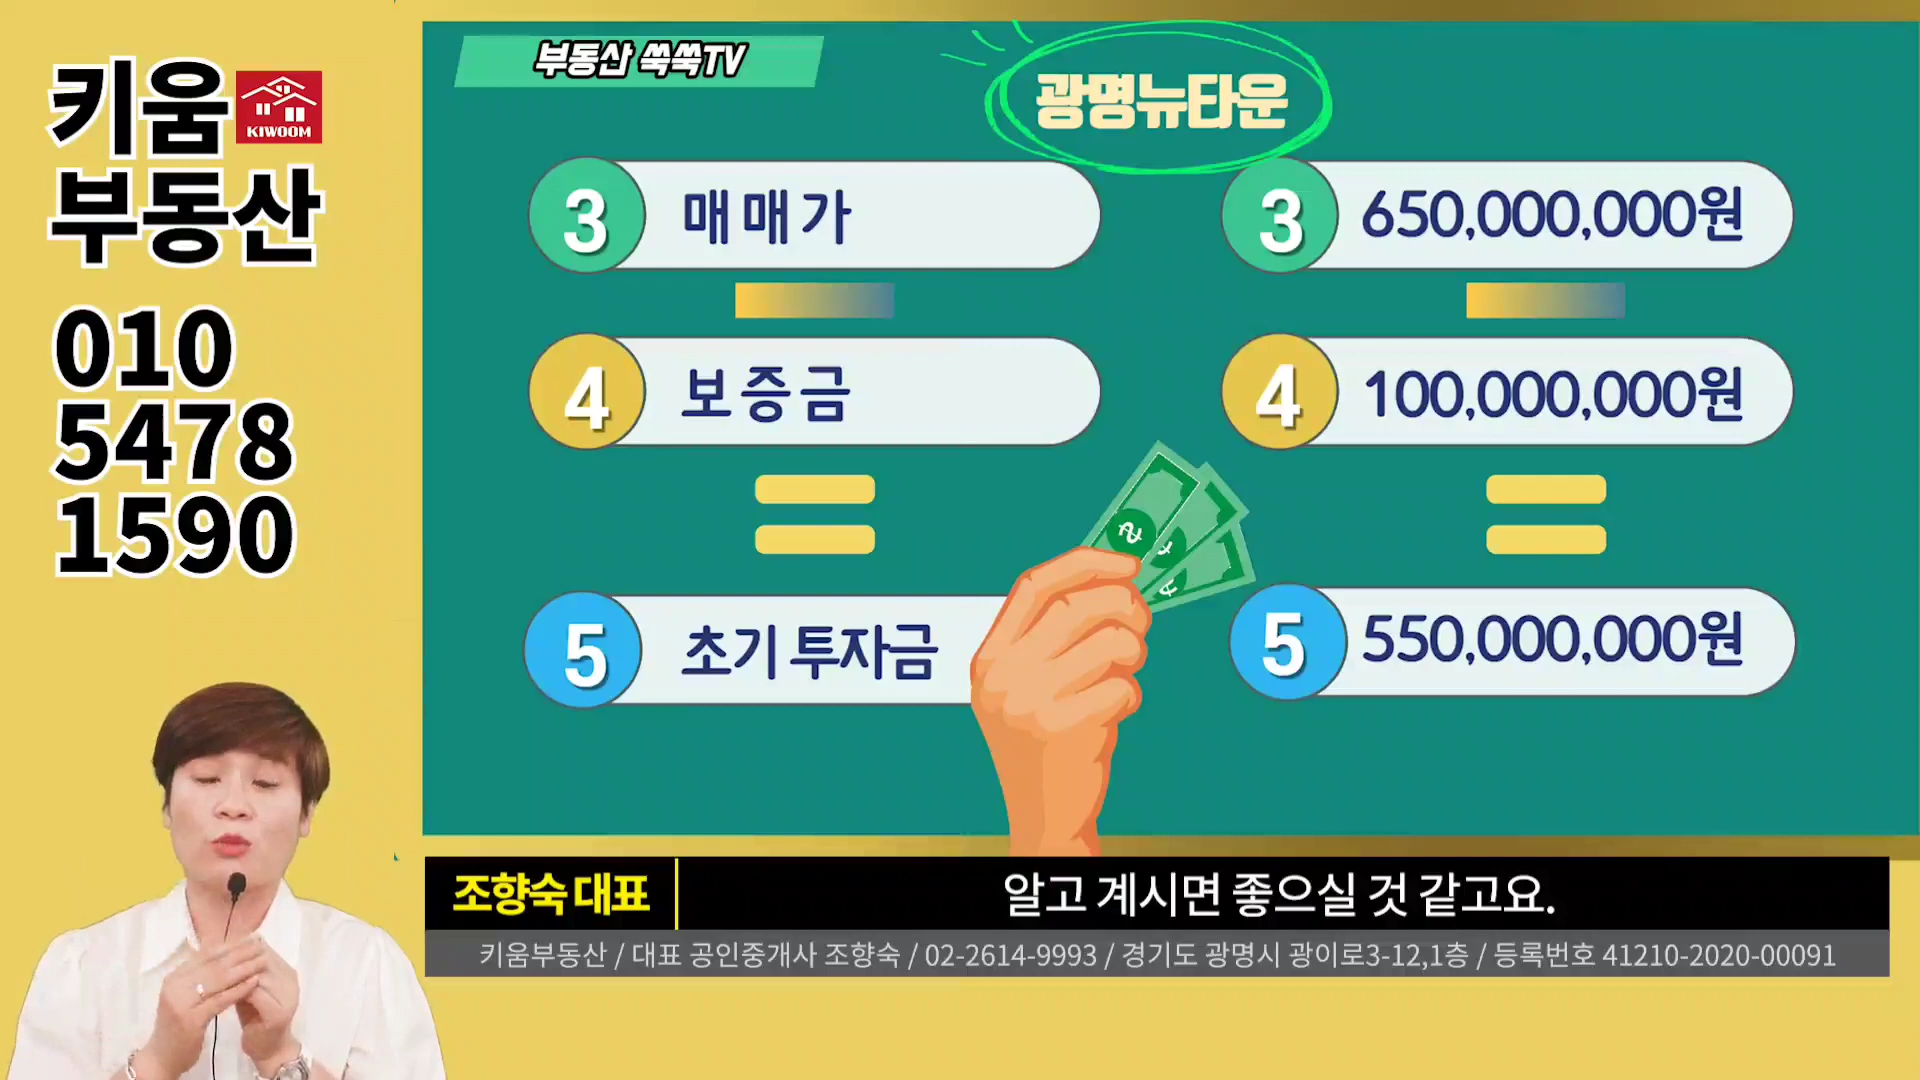 키움
KIWOOM
부동산
010
5478
1590
부동산 쑥쑥TV
광명뉴타운
3 매매가
3 650,000,000원
4 보증금
4 100,000,000원
5 초기 투자금
5 550,000,000원
조향숙 대표
알고 계시면 좋으실 것 같고요.
키움부동산 / 대표 공인중개사 조향숙 / 02-2614-9993 / 경기도 광명시 광이로3-12,1층 / 등록번호 41210-2020-00091